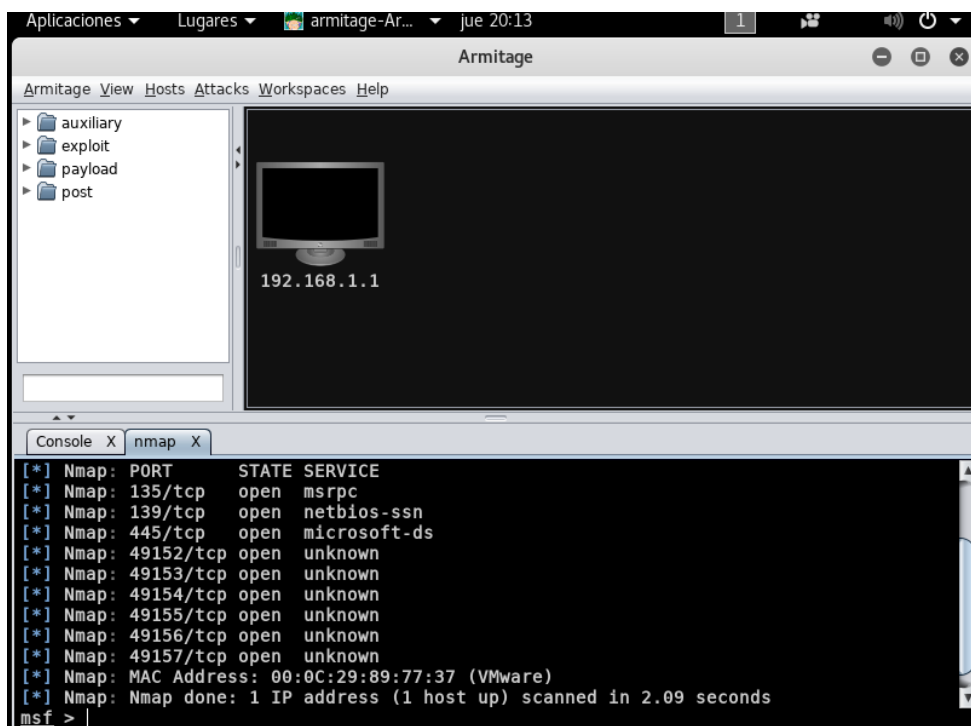 Aplicaciones Lugares armitage-Ar... jue 20:13 1
Armitage
Armitage View Hosts Attacks Workspaces Help
auxiliary
exploit
payload
post
192.168.1.1
Console X nmap X
[*] Nmap: PORT STATE SERVICE
[*] Nmap: 135/tcp open msrpc
[*] Nmap: 139/tcp open netbios-ssn
[*] Nmap: 445/tcp open microsoft-ds
[*] Nmap: 49152/tcp open unknown
[*] Nmap: 49153/tcp open unknown
[*] Nmap: 49154/tcp open unknown
[*] Nmap: 49155/tcp open unknown
[*] Nmap: 49156/tcp open unknown
[*] Nmap: 49157/tcp open unknown
[*] Nmap: MAC Address: 00:0C:29:89:77:37 (VMware)
[*] Nmap: Nmap done: 1 IP address (1 host up) scanned in 2.09 seconds
msf >